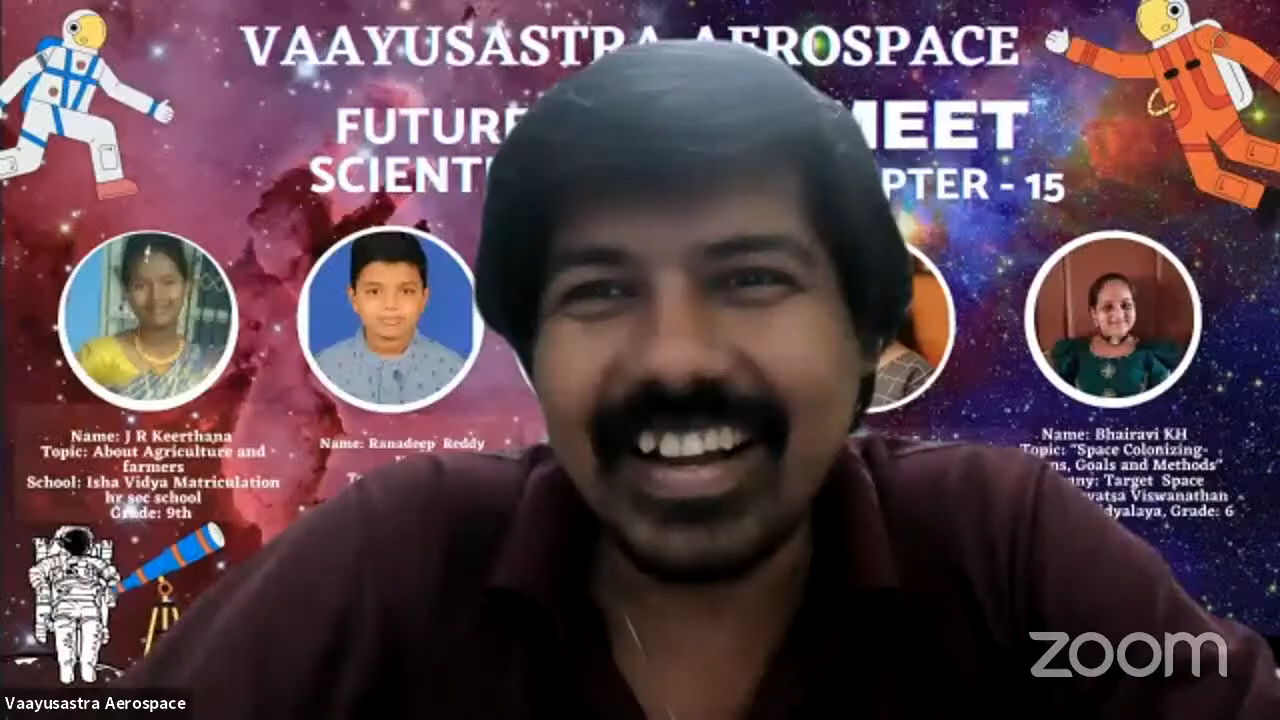 VAAYUSASTRA AEROSPACE
FUTURE MEET
SCIENT PTER - 15
Name: J R Keerthana
Topic: About Agriculture and
farmers
School: Isha Vidya Matriculation
hr sec school
Grade: 9th
Name: Ranadeep Reddy
Name: Bhairavi KH
Topic: "Space Colonizing-
ns, Goals and Methods"
ny: Target Space
vatsa Viswanathan
idyalaya, Grade: 6
zoom
Vaayusastra Aerospace